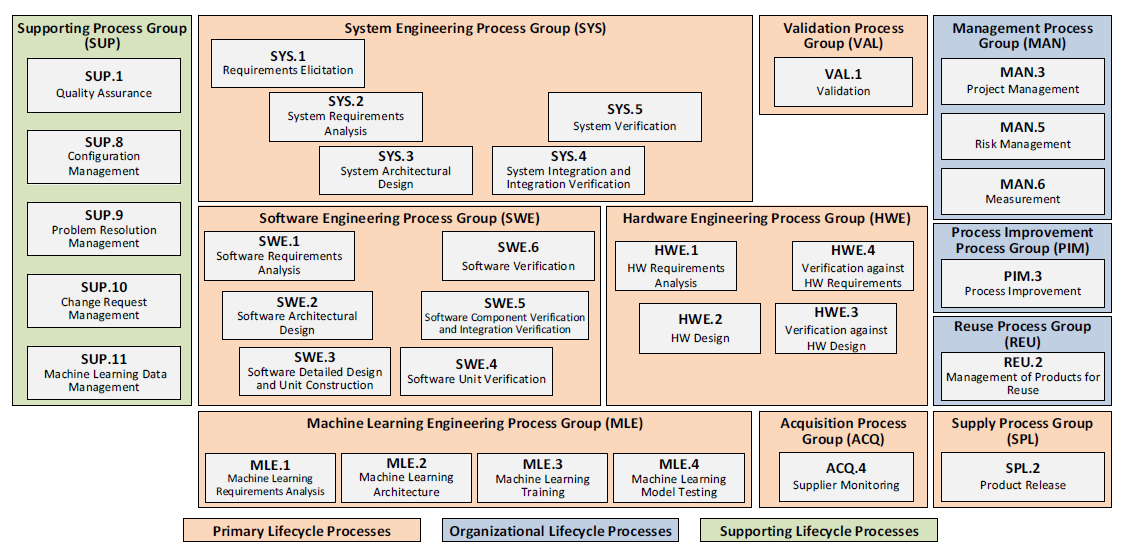 Supporting Process Group
(SUP)
SUP.1
Quality Assurance
SUP.8
Configuration
Management
SUP.9
Problem Resolution
Management
SUP.10
Change Request
Management
SUP.11
Machine Learning Data
Management
System Engineering Process Group (SYS)
SYS.1
Requirements Elicitation
SYS.2
System Requirements
Analysis
SYS.3
System Architectural
Design
SYS.5
System Verification
SYS.4
System Integration and
Integration Verification
Validation Process
Group (VAL)
VAL.1
Validation
Management Process
Group (MAN)
MAN.3
Project Management
MAN.5
Risk Management
MAN.6
Measurement
Software Engineering Process Group (SWE)
SWE.1
Software Requirements
Analysis
SWE.2
Software Architectural
Design
SWE.3
Software Detailed Design
and Unit Construction
SWE.6
Software Verification
SWE.5
Software Component Verification
and Integration Verification
SWE.4
Software Unit Verification
Hardware Engineering Process Group (HWE)
HWE.1
HW Requirements
Analysis
HWE.2
HW Design
HWE.4
Verification against
HW Requirements
HWE.3
Verification against
HW Design
Process Improvement
Process Group (PIM)
PIM.3
Process Improvement
Reuse Process Group
(REU)
REU.2
Management of Products for
Reuse
Machine Learning Engineering Process Group (MLE)
MLE.1
Machine Learning
Requirements Analysis
MLE.2
Machine Learning
Architecture
MLE.3
Machine Learning
Training
MLE.4
Machine Learning
Model Testing
Acquisition Process
Group (ACQ)
ACQ.4
Supplier Monitoring
Supply Process Group
(SPL)
SPL.2
Product Release
Primary Lifecycle Processes
Organizational Lifecycle Processes
Supporting Lifecycle Processes